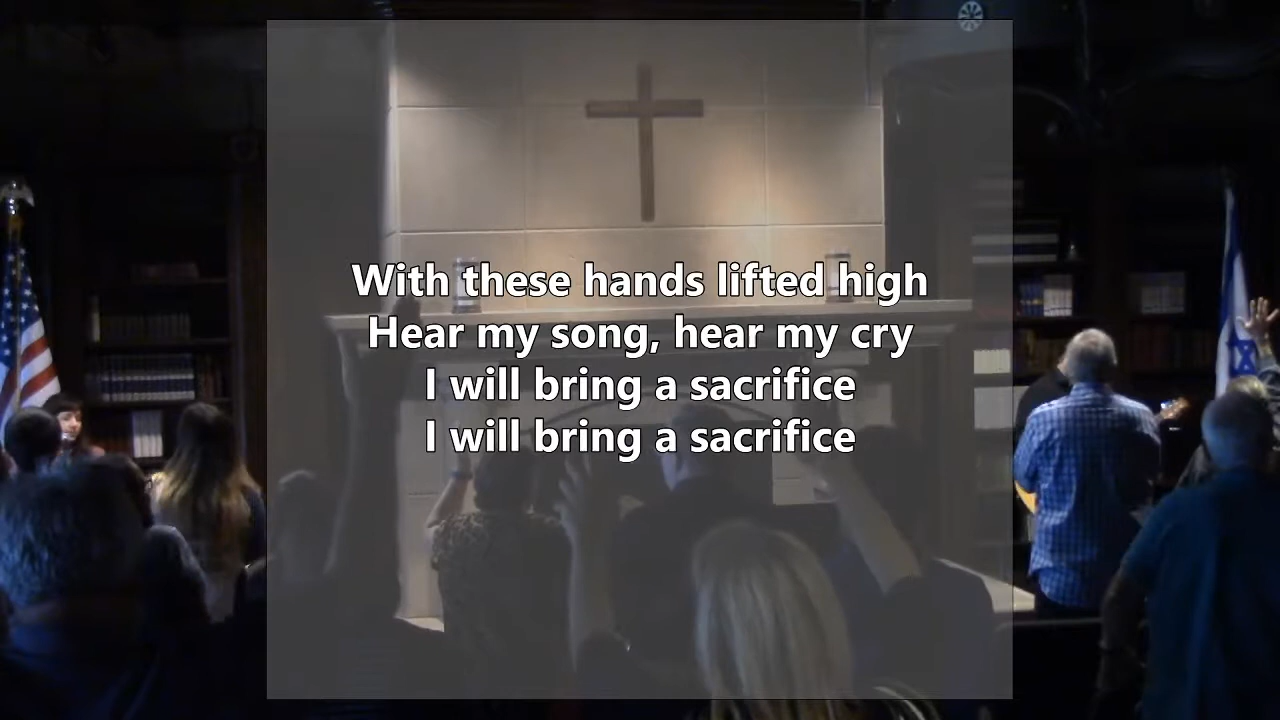 With these hands lifted high
Hear my song, hear my cry
I will bring a sacrifice
I will bring a sacrifice